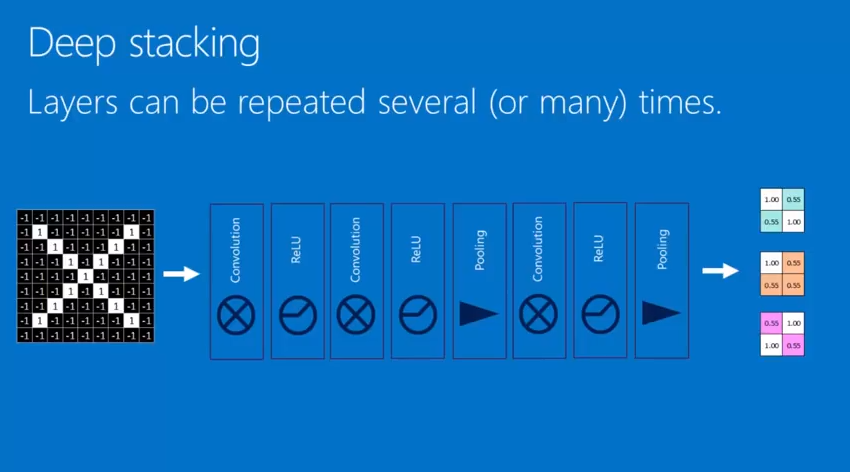 Deep stacking
Layers can be repeated several (or many) times.
-1 -1 -1 -1 -1 -1 -1 -1 -1
-1 1 -1 -1 -1 -1 -1 1 -1
-1 -1 1 -1 -1 -1 1 -1 -1
-1 -1 -1 1 -1 1 -1 -1 -1
-1 -1 -1 -1 1 -1 -1 -1 -1
-1 -1 -1 1 -1 1 -1 -1 -1
-1 -1 1 -1 -1 -1 1 -1 -1
-1 1 -1 -1 -1 -1 -1 1 -1
-1 -1 -1 -1 -1 -1 -1 -1 -1
Convolution
ReLU
Convolution
ReLU
Pooling
Convolution
ReLU
Pooling
1.00 0.55
0.55 1.00
1.00 0.55
0.55 0.55
0.55 1.00
1.00 0.55